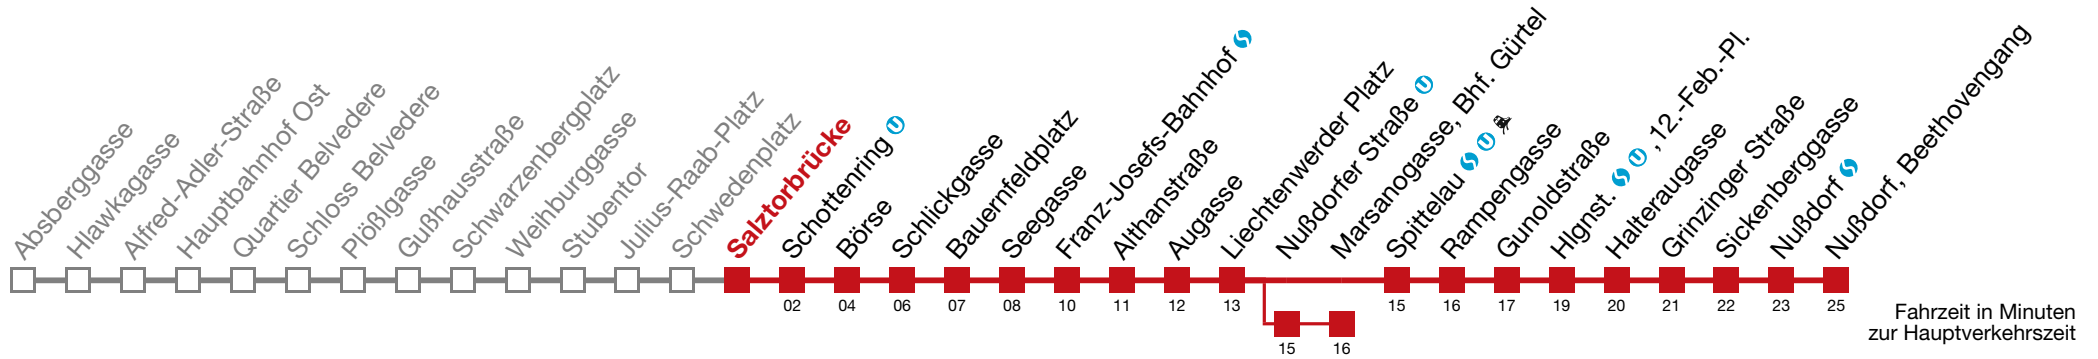 Absberggasse
Hlawkagasse
Alfred-Adler-Straße
Hauptbahnhof Ost
Quartier Belvedere
Schloss Belvedere
Plößlgasse
Gußhausstraße
Schwarzenbergplatz
Weihburggasse
Stubentor
Julius-Raab-Platz
Schwedenplatz
Salztorbrücke
Schottenring U
Börse
Schlickgasse
Bauernfeldplatz
Seegasse
Franz-Josefs-Bahnhof S
Althanstraße
Augasse
Liechtenwerder Platz
Nußdorfer Straße U
Marsanogasse, Bhf. Gürtel
Spittelau S U
Rampengasse
Gunoldstraße
Hlgnst. S U , 12.-Feb.-Pl.
Halteraugasse
Grinzinger Straße
Sickenberggasse
Nußdorf S
Nußdorf, Beethovengang
02 04 06 07 08 10 11 12 13 15 16 17 19 20 21 22 23 25
15 16
Fahrzeit in Minuten
zur Hauptverkehrszeit